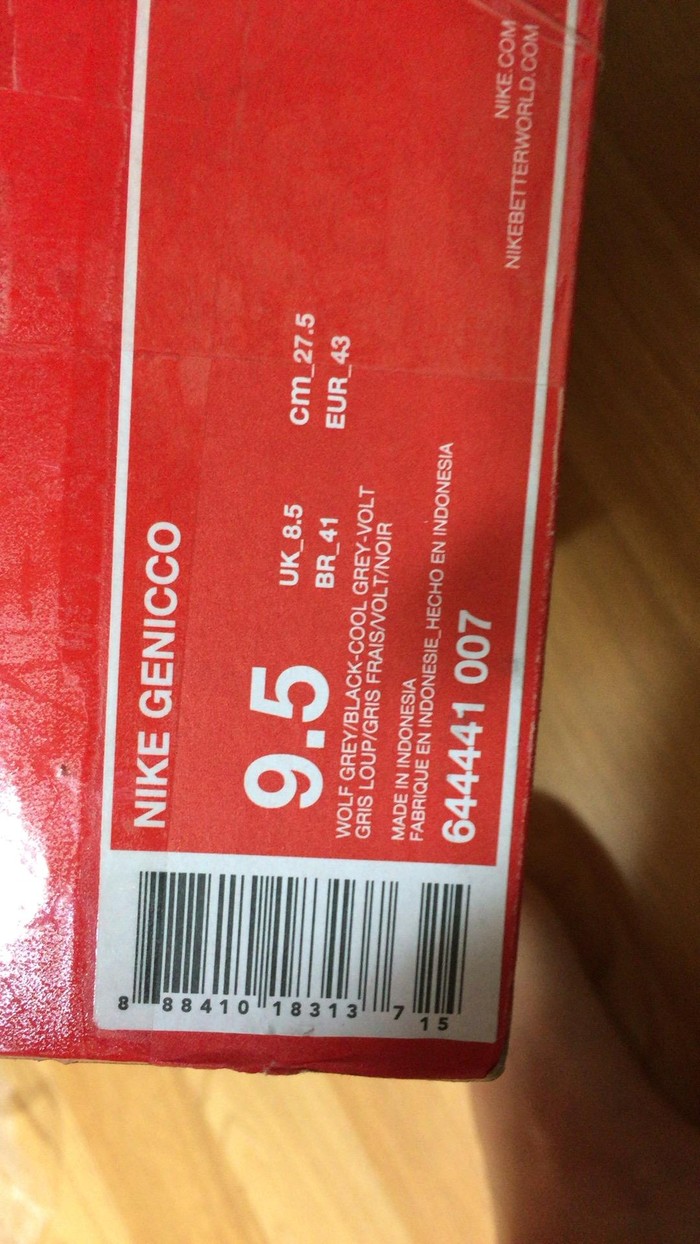 NIKE.COM
NIKEBETTERWORLD.COM
NIKE GENICCO
9.5
UK_8.5
cm_27.5
BR_41
EUR_43
WOLF GREY/BLACK-COOL GREY-VOLT
GRIS LOUP/GRIS FRAIS/VOLT/NOIR
MADE IN INDONESIA
FABRIQUE EN INDONESIE_HECHO EN INDONESIA
644441 007
8 88410 18313 7
15